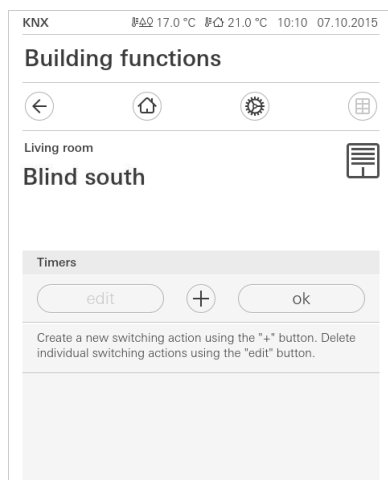 KNX 17.0 °C 21.0 °C 10:10 07.10.2015
Building functions
Living room
Blind south
Timers
edit + ok
Create a new switching action using the "+" button. Delete
individual switching actions using the "edit" button.